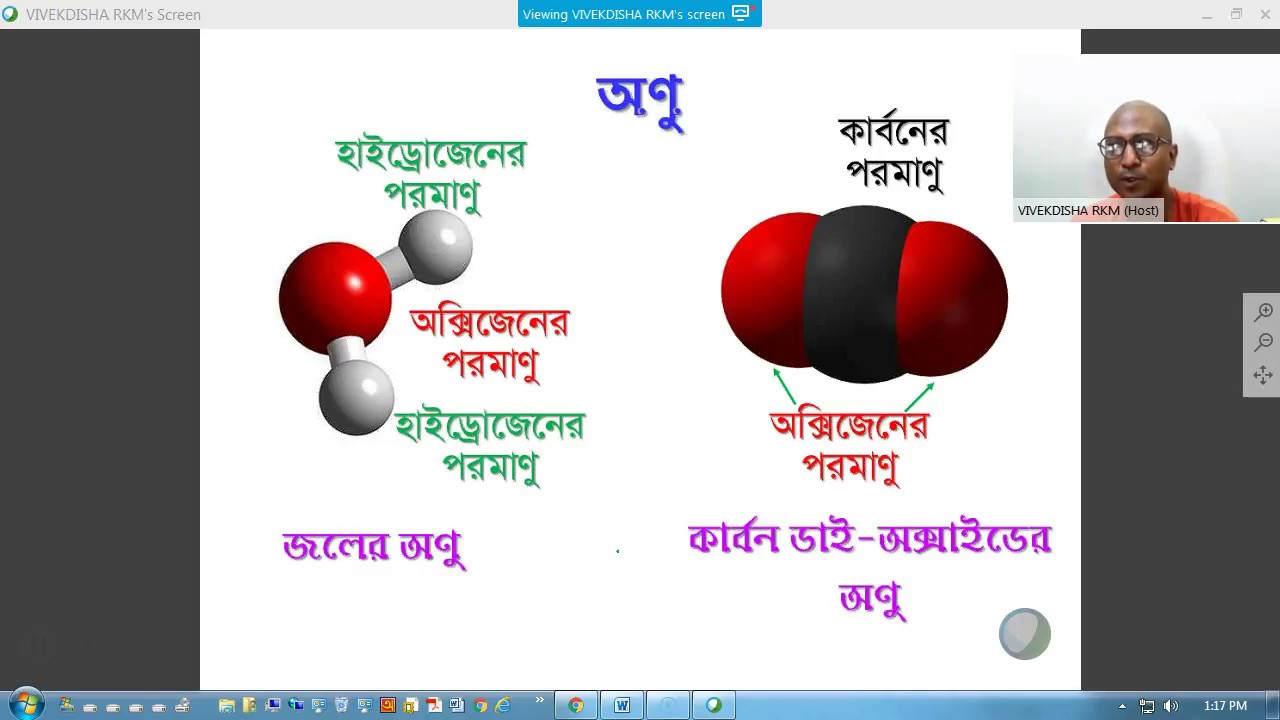 VIVEKDISHA RKM's Screen
Viewing VIVEKDISHA RKM's screen
অণু
হাইড্রোজেনের
পরমাণু
অক্সিজেনের
পরমাণু
হাইড্রোজেনের
পরমাণু
জলের অণু
কার্বনের
পরমাণু
অক্সিজেনের
পরমাণু
কার্বন ডাই-অক্সাইডের
অণু
VIVEKDISHA RKM (Host)
1:17 PM